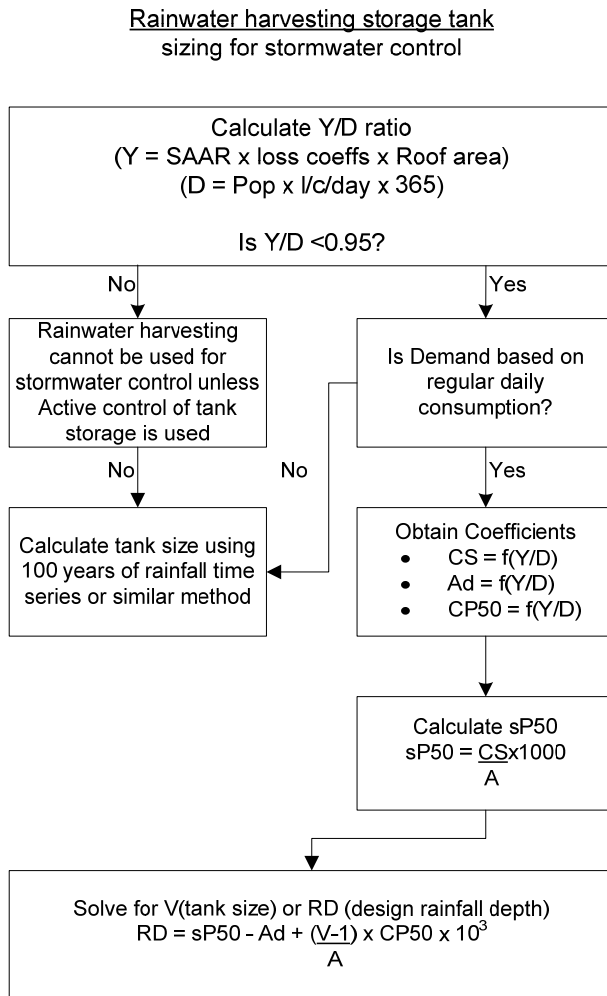 Rainwater harvesting storage tank
sizing for stormwater control
Calculate Y/D ratio
(Y = SAAR x loss coeffs x Roof area)
(D = Pop x l/c/day x 365)
Is Y/D <0.95?
No
Yes
Rainwater harvesting
cannot be used for
stormwater control unless
Active control of tank
storage is used
Is Demand based on
regular daily
consumption?
No
No
Yes
Calculate tank size using
100 years of rainfall time
series or similar method
Obtain Coefficients
• CS = f(Y/D)
• Ad = f(Y/D)
• CP50 = f(Y/D)
Calculate sP50
sP50 = CSx1000
A
Solve for V(tank size) or RD (design rainfall depth)
RD = sP50 - Ad + (V-1) x CP50 x 10³
A